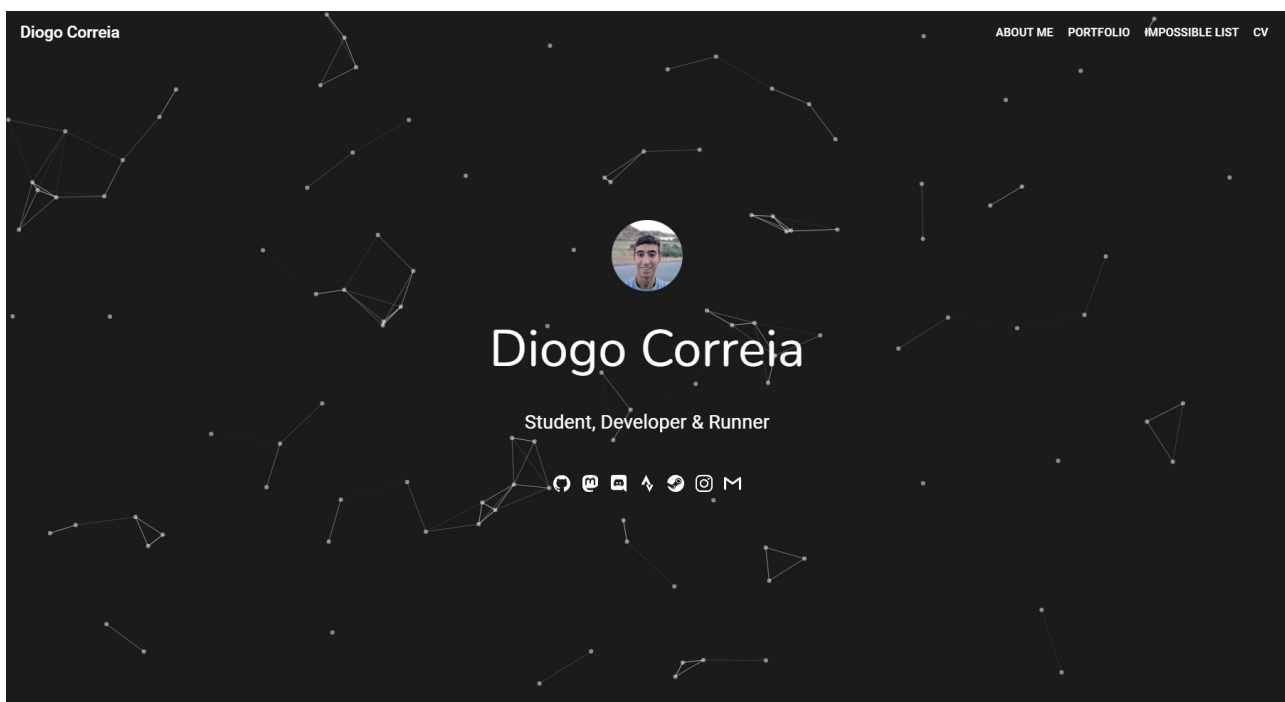 Diogo Correia
ABOUT ME PORTFOLIO IMPOSSIBLE LIST CV
Diogo Correia
Student, Developer & Runner